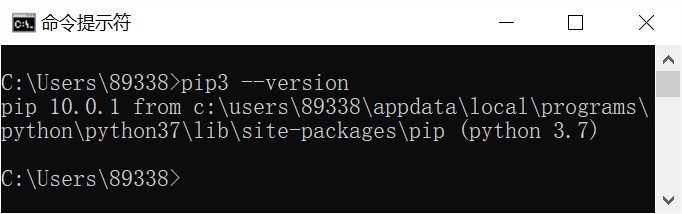 命令提示符
C:\Users\89338>pip3 --version
pip 10.0.1 from c:\users\89338\appdata\local\programs\
python\python37\lib\site-packages\pip (python 3.7)
C:\Users\89338>